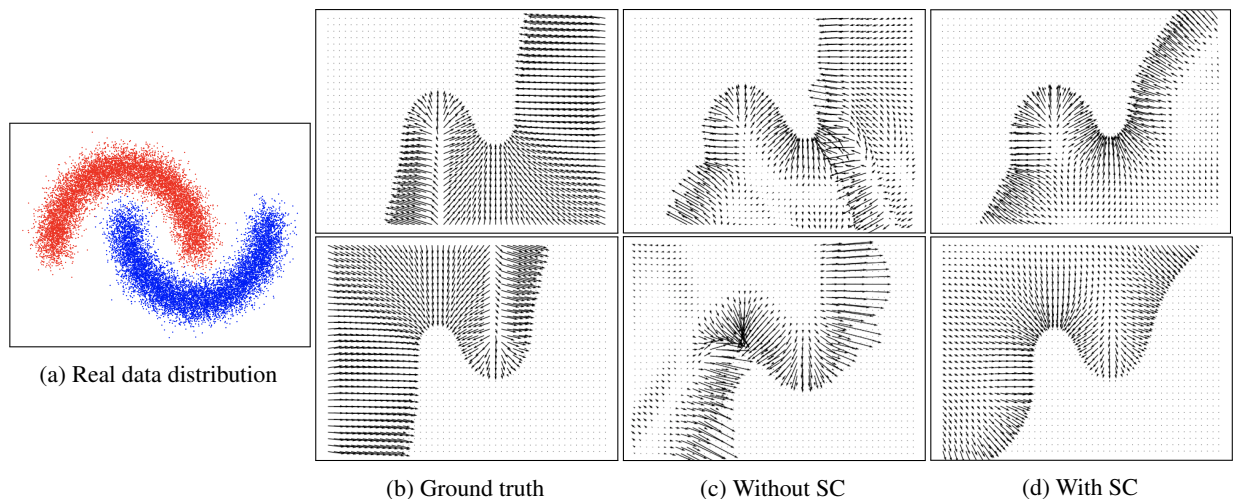 (a) Real data distribution
(b) Ground truth
(c) Without SC
(d) With SC